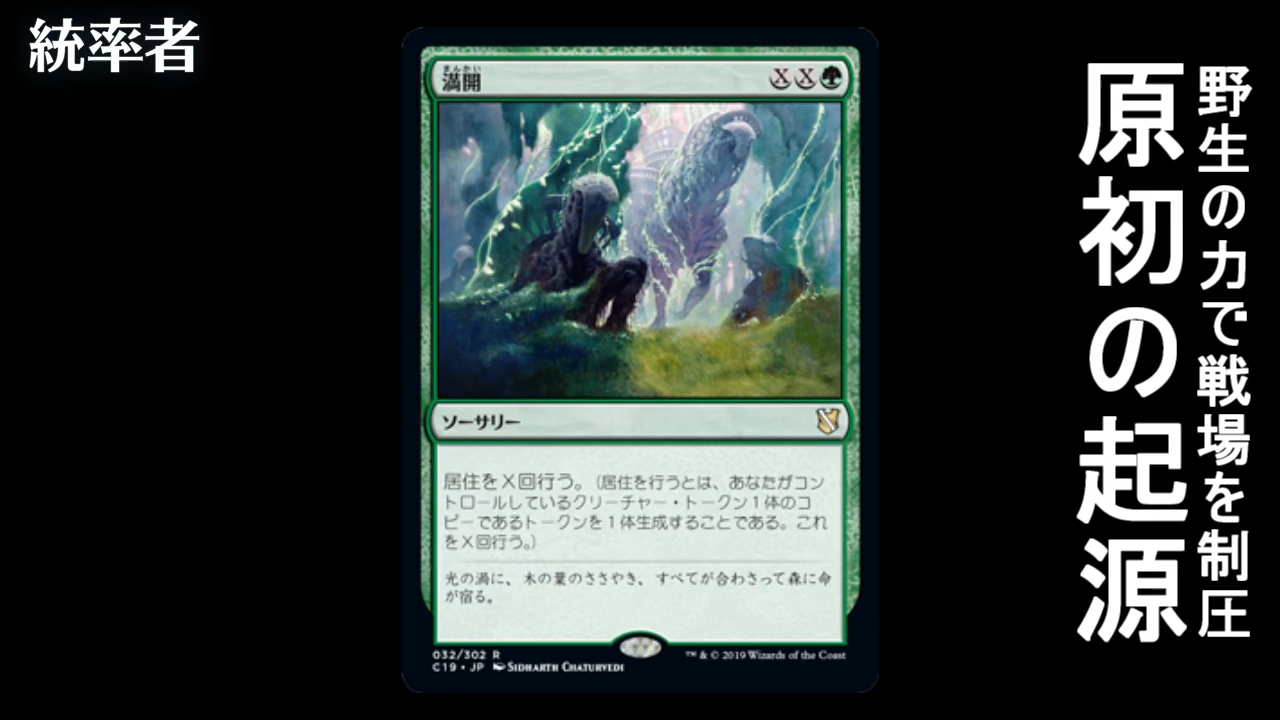 統率者
満開
まんかい
XX
ソーサリー
居住をX回行う。（居住を行うとは、あなたがコン
トロールしているクリーチャー・トークン１体のコ
ピーであるトークンを１体生成することである。これ
をX回行う。）
光の渦に、木の葉のささやき、すべてが合わさって森に命
が宿る。
032/302 R
C19・JP SIDHARTH CHATURVEDI
™ & © 2019 Wizards of the Coast
野生の力で戦場を制圧
原初の起源